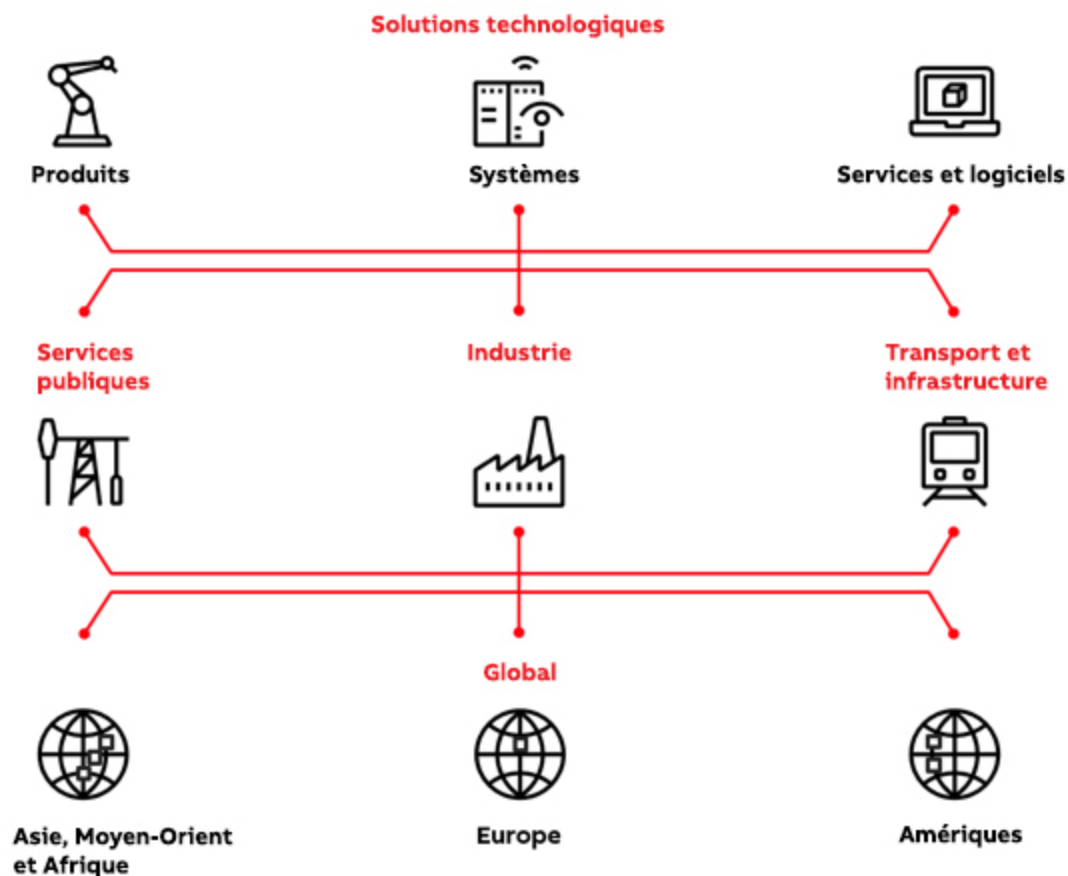 Solutions technologiques
Produits
Systèmes
Services et logiciels
Services
publiques
Industrie
Transport et
infrastructure
Global
Asie, Moyen-Orient
et Afrique
Europe
Amériques